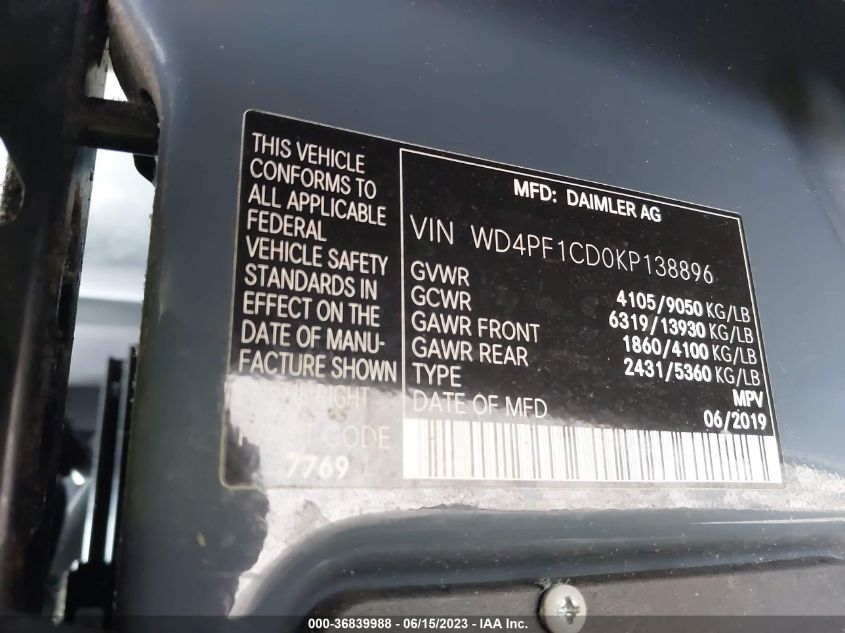 THIS VEHICLE
CONFORMS TO
ALL APPLICABLE
FEDERAL
VEHICLE SAFETY
STANDARDS IN
EFFECT ON THE
DATE OF MANU-
FACTURE SHOWN
RIGHT
CODE
7769
MFD: DAIMLER AG
VIN WD4PF1CD0KP138896
GVWR 4105/9050 KG/LB
GCWR 6319/13930 KG/LB
GAWR FRONT 1860/4100 KG/LB
GAWR REAR 2431/5360 KG/LB
TYPE MPV
DATE OF MFD 06/2019
000-36839988 - 06/15/2023 - IAA Inc.